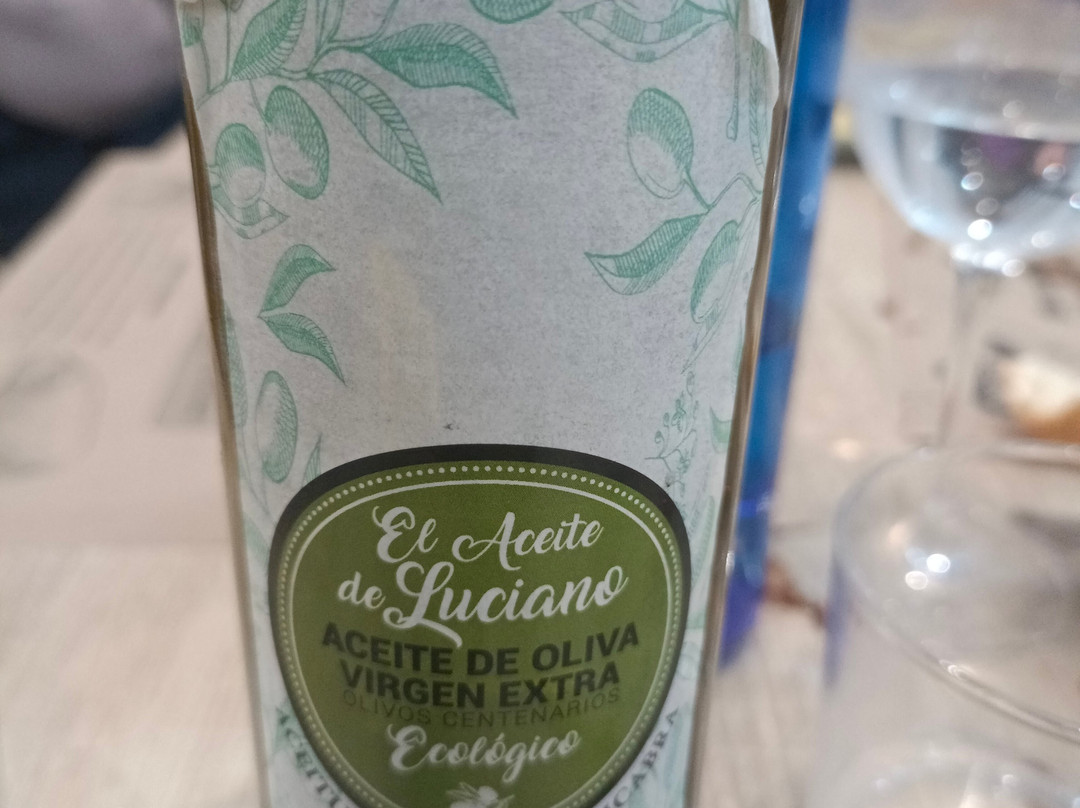 El Aceite
de Luciano
ACEITE DE OLIVA
VIRGEN EXTRA
OLIVOS CENTENARIOS
Ecológico